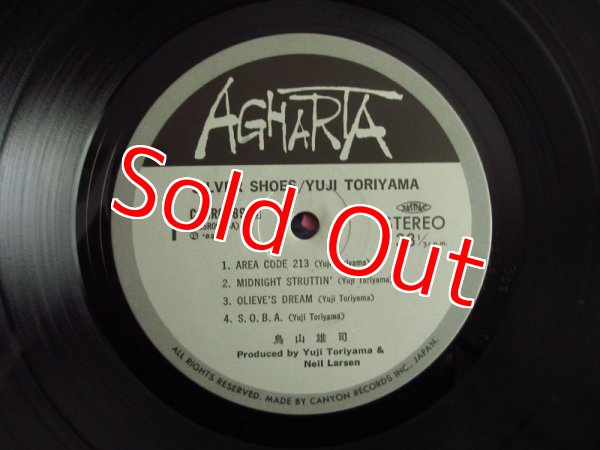 AGHARTA
SHOES/YUJI TORIYAMA
Sold Out
STEREO
1
1. AREA CODE 213 (Yuji Toriyama)
2. MIDNIGHT STRUTTIN' (Yuji Toriyama)
3. OLIEVE'S DREAM (Yuji Toriyama)
4. S.O.B.A. (Yuji Toriyama)
鳥山雄司
Produced by Yuji Toriyama &
Neil Larsen
ALL RIGHTS RESERVED. MADE BY CANYON RECORDS INC., JAPAN.